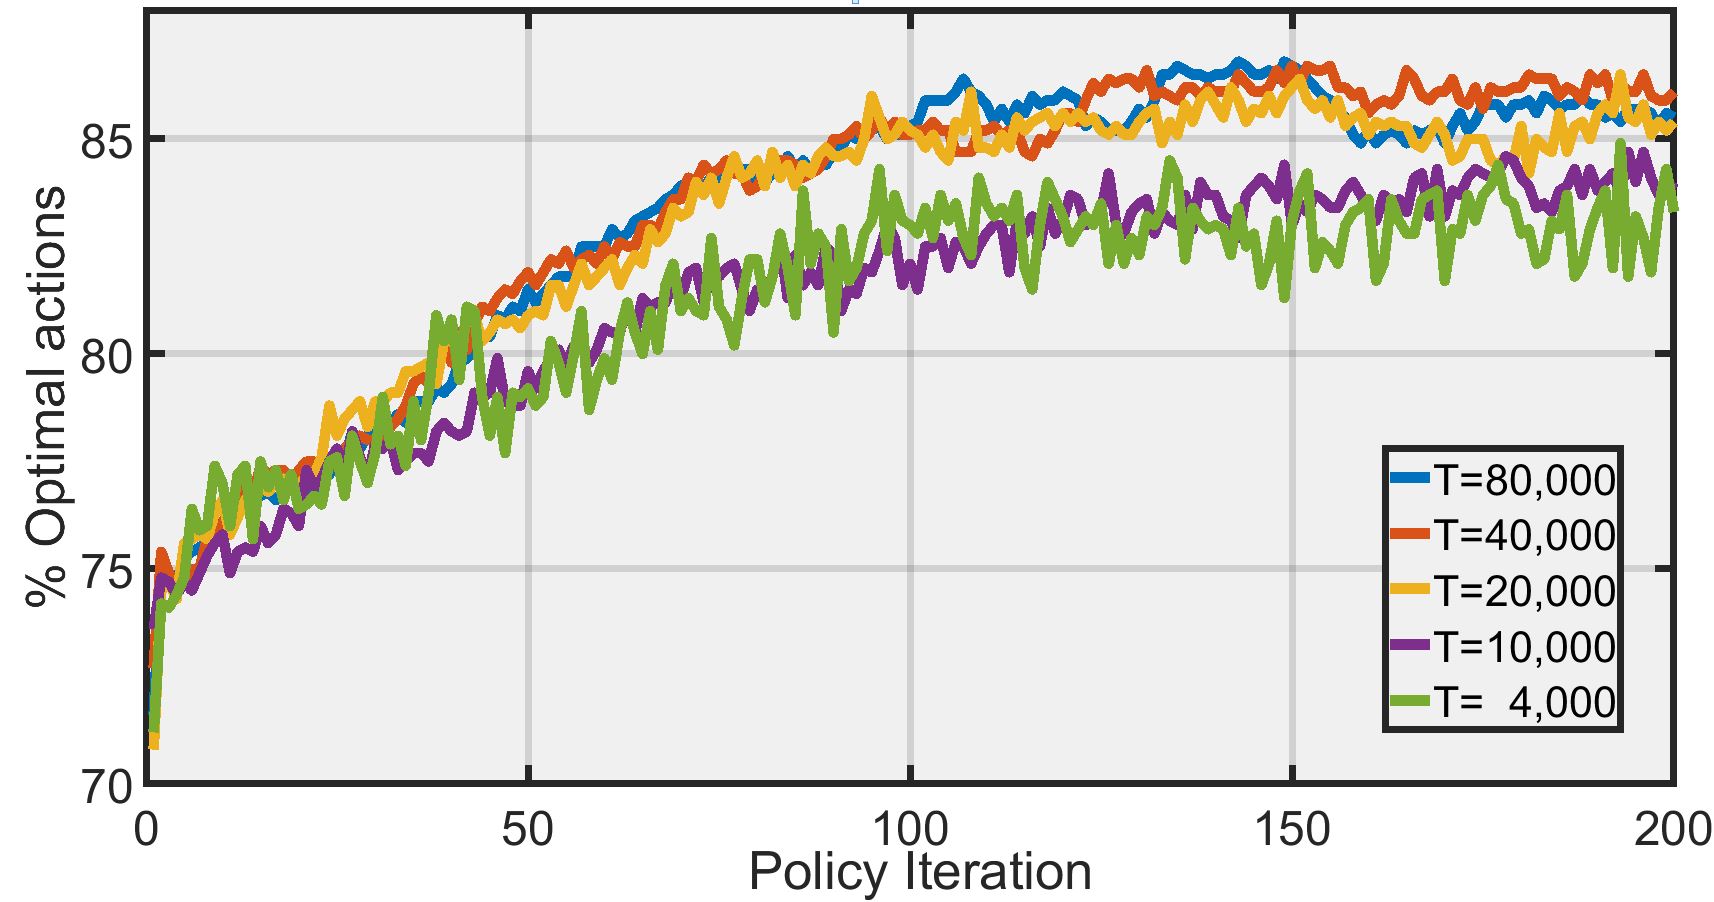 % Optimal actions
85
80
75
70
0 50 100 150 200
Policy Iteration
T=80,000
T=40,000
T=20,000
T=10,000
T= 4,000